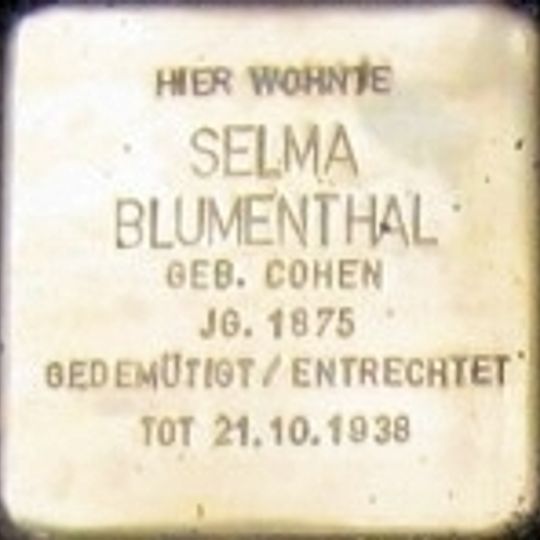 HIER WOHNTE
SELMA
BLUMENTHAL
GEB. COHEN
JG. 1875
GEDEMÜTIGT / ENTRECHTET
TOT 21.10.1938